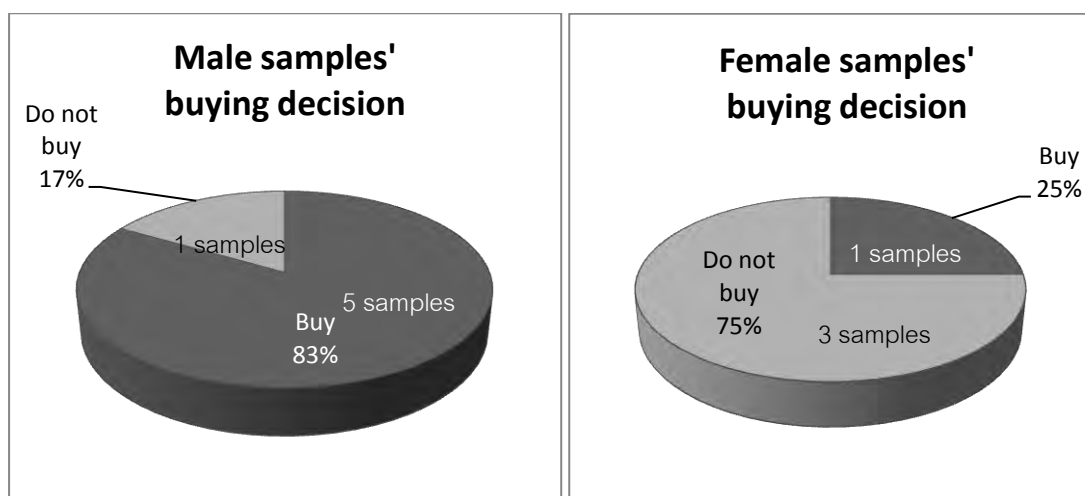 Male samples'
buying decision
Do not
buy
17%
1 samples
5 samples
Buy
83%
Female samples'
buying decision
Buy
25%
1 samples
Do not
buy
75%
3 samples